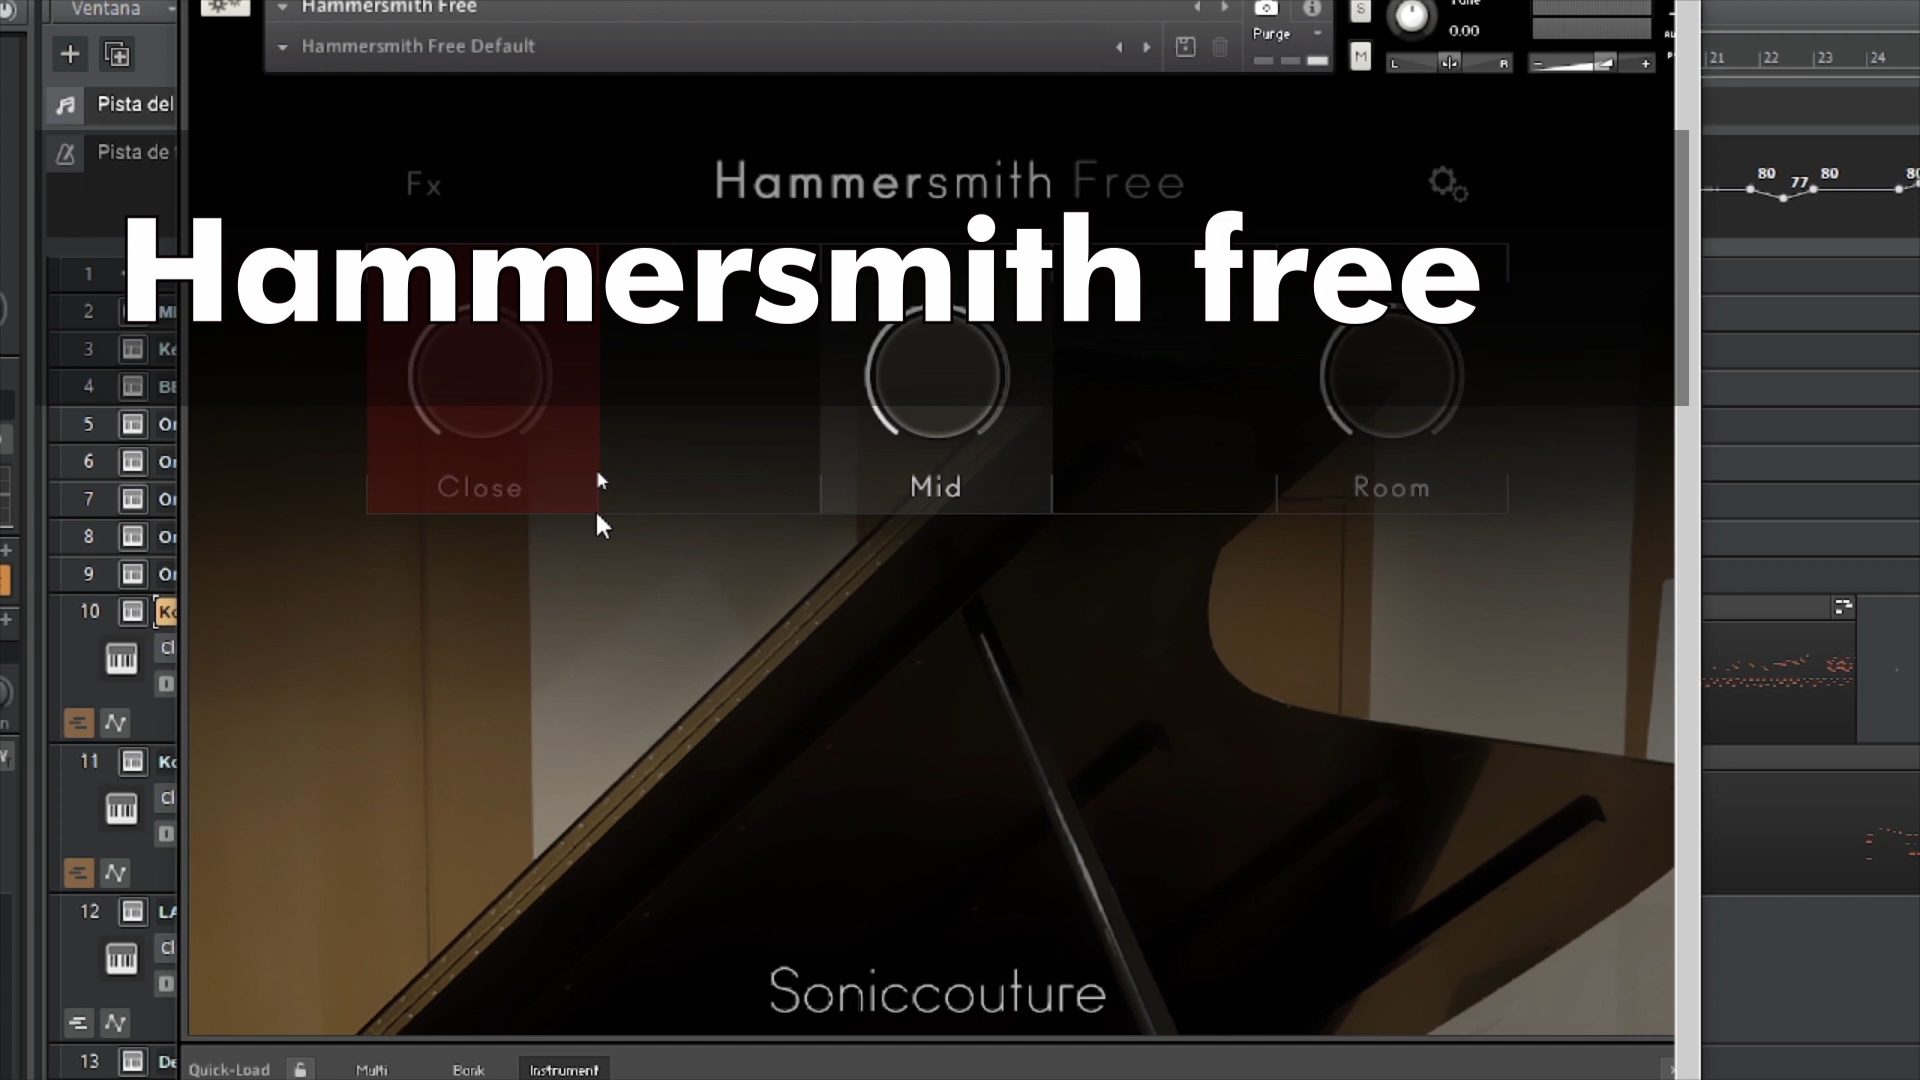 Ventana
Hammersmith Free
Hammersmith Free Default
Purge
S
M
0.00
L
R
21
22
23
24
Pista del
Pista de
80
77
80
Fx
Hammersmith Free
Hammersmith free
Close
Mid
Room
1
2
3
4
5
6
7
8
9
10
11
12
13
Soniccouture
Quick-Load
Multi
Bank
Instrument